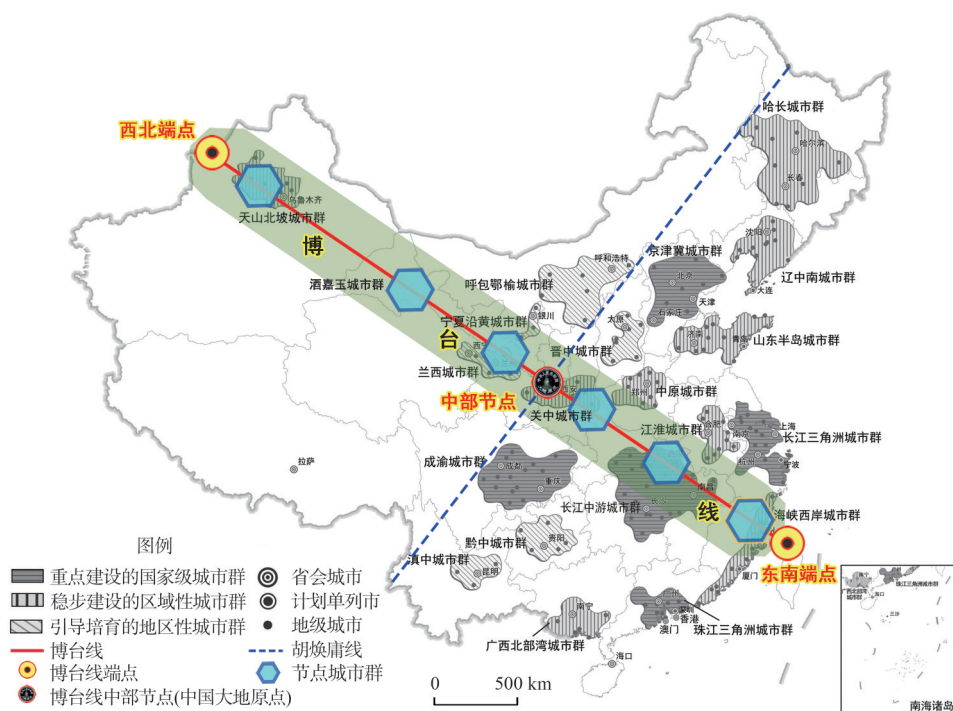 哈长城市群
哈尔滨
长春
西北端点
乌鲁木齐
天山北坡城市群
博
沈阳
辽中南城市群
大连
京津冀城市群
北京
天津
石家庄
呼和浩特
呼包鄂榆城市群
酒嘉玉城市群
银川
宁夏沿黄城市群
太原
济南
青岛
山东半岛城市群
台
西宁
晋中城市群
兰西城市群
中部节点
西安
郑州
中原城市群
关中城市群
江淮城市群
合肥
南京
上海
长江三角洲城市群
杭州
宁波
成渝城市群
成都
重庆
拉萨
南昌
长沙
长江中游城市群
线
海峡西岸城市群
东南端点
黔中城市群
贵阳
滇中城市群
昆明
厦门
南宁
广西北部湾城市群
深圳
香港
澳门
珠江三角洲城市群
海口
图例
重点建设的国家级城市群
省会城市
稳步建设的区域性城市群
计划单列市
引导培育的地区性城市群
地级城市
博台线
胡焕庸线
博台线端点
节点城市群
博台线中部节点(中国大地原点)
0 500 km
珠江三角洲城市群
广西北部湾
城市群
海口
三沙
南海诸岛